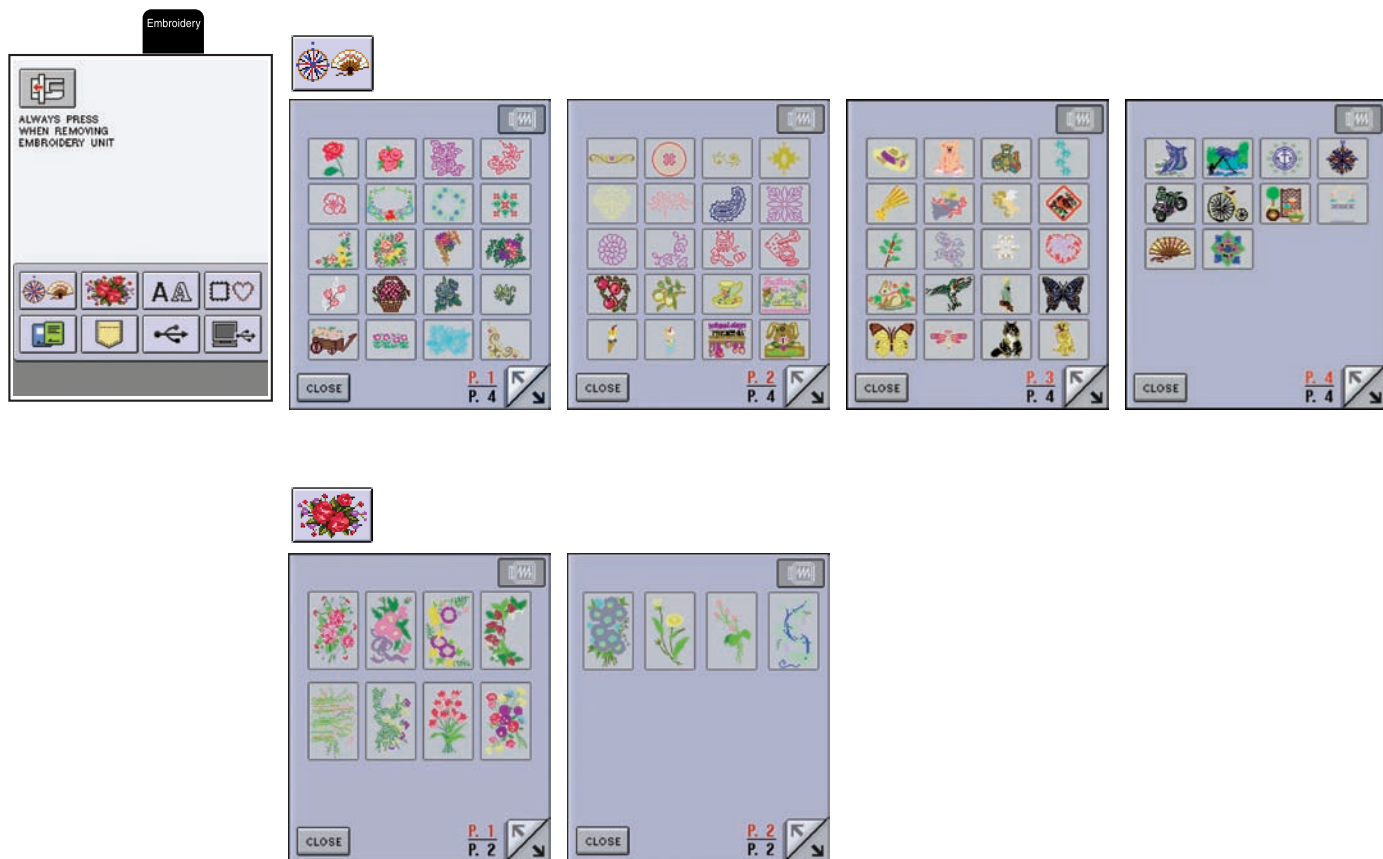 Embroidery
ALWAYS PRESS
WHEN REMOVING
EMBROIDERY UNIT
AA
CLOSE
P. 1
P. 4
CLOSE
P. 2
P. 4
CLOSE
P. 3
P. 4
CLOSE
P. 4
P. 4
CLOSE
P. 1
P. 2
CLOSE
P. 2
P. 2